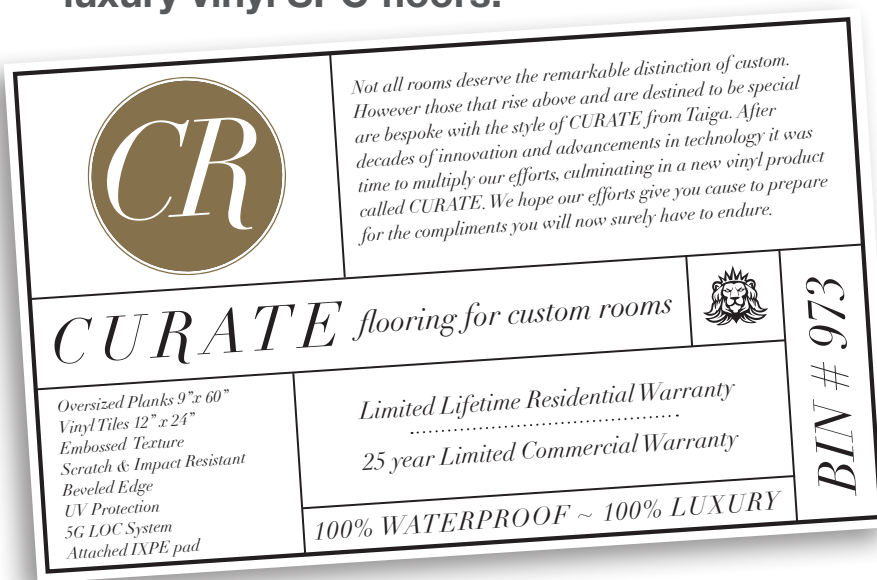 luxury vinyl SPC floors.
CR
Not all rooms deserve the remarkable distinction of custom.
However those that rise above and are destined to be special
are bespoke with the style of CURATE from Taiga. After
decades of innovation and advancements in technology it was
time to multiply our efforts, culminating in a new vinyl product
called CURATE. We hope our efforts give you cause to prepare
for the compliments you will now surely have to endure.
CURATE flooring for custom rooms
BIN # 973
Oversized Planks 9”x 60”
Vinyl Tiles 12” x 24”
Embossed Texture
Scratch & Impact Resistant
Beveled Edge
UV Protection
5G LOC System
Attached IXPE pad
Limited Lifetime Residential Warranty
25 year Limited Commercial Warranty
100% WATERPROOF ~ 100% LUXURY